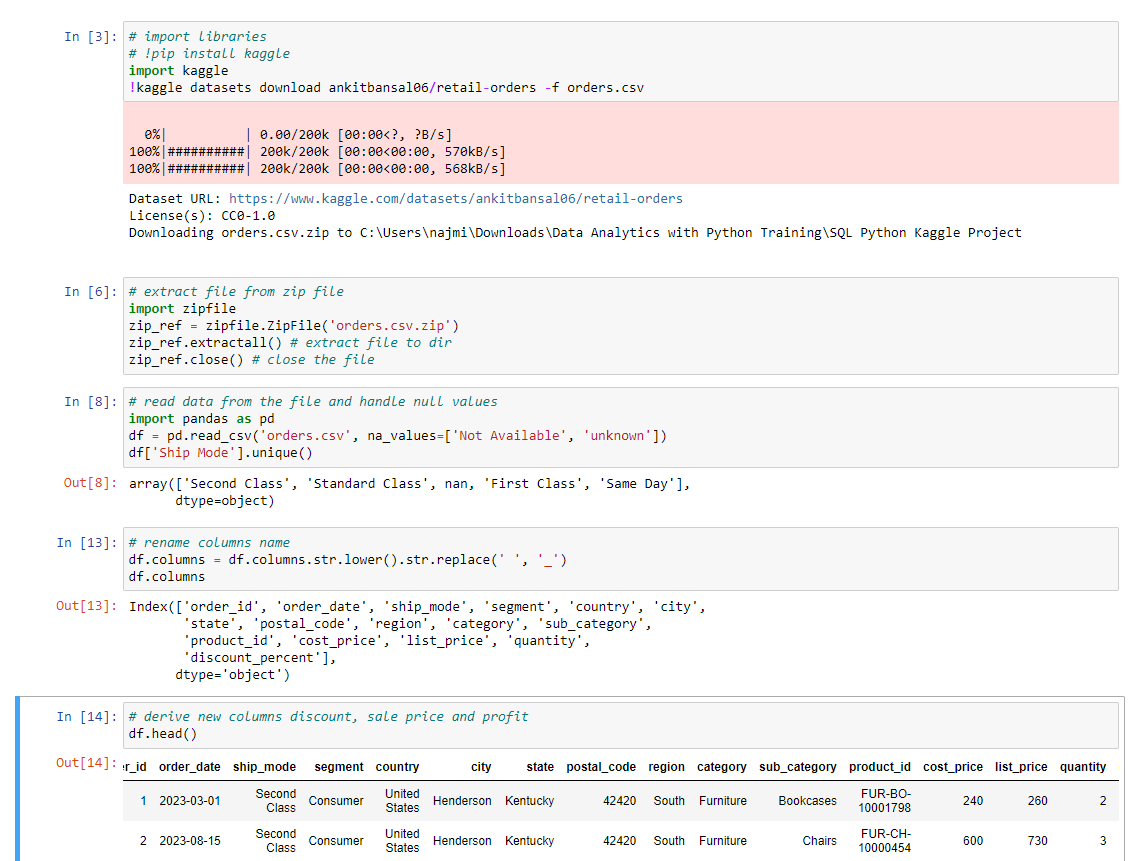 In [3]: # import libraries
# !pip install kaggle
import kaggle
!kaggle datasets download ankitbansal06/retail-orders -f orders.csv
0%|          | 0.00/200k [00:00<?, ?B/s]
100%|##########| 200k/200k [00:00<00:00, 570kB/s]
100%|##########| 200k/200k [00:00<00:00, 568kB/s]
Dataset URL: https://www.kaggle.com/datasets/ankitbansal06/retail-orders
License(s): CC0-1.0
Downloading orders.csv.zip to C:\Users\najmi\Downloads\Data Analytics with Python Training\SQL Python Kaggle Project
In [6]: # extract file from zip file
import zipfile
zip_ref = zipfile.ZipFile('orders.csv.zip')
zip_ref.extractall() # extract file to dir
zip_ref.close() # close the file
In [8]: # read data from the file and handle null values
import pandas as pd
df = pd.read_csv('orders.csv', na_values=['Not Available', 'unknown'])
df['Ship Mode'].unique()
Out[8]: array(['Second Class', 'Standard Class', nan, 'First Class', 'Same Day'],
dtype=object)
In [13]: # rename columns name
df.columns = df.columns.str.lower().str.replace(' ', '_')
df.columns
Out[13]: Index(['order_id', 'order_date', 'ship_mode', 'segment', 'country', 'city',
'state', 'postal_code', 'region', 'category', 'sub_category',
'product_id', 'cost_price', 'list_price', 'quantity',
'discount_percent'],
dtype='object')
In [14]: # derive new columns discount, sale price and profit
df.head()
Out[14]: r_id order_date ship_mode segment country city state postal_code region category sub_category product_id cost_price list_price quantity
1 2023-03-01 Second Class Consumer United States Henderson Kentucky 42420 South Furniture Bookcases FUR-BO-10001798 240 260 2
2 2023-08-15 Second Class Consumer United States Henderson Kentucky 42420 South Furniture Chairs FUR-CH-10000454 600 730 3